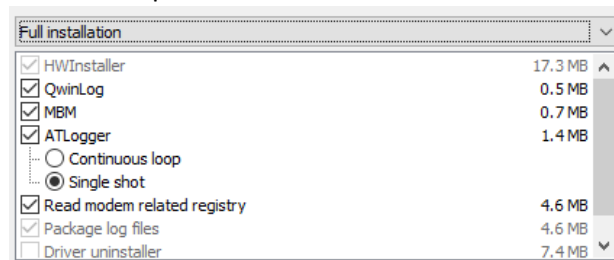 Full installation
HWInstaller 17.3 MB
QwinLog 0.5 MB
MBM 0.7 MB
ATLogger 1.4 MB
Continuous loop
Single shot
Read modem related registry 4.6 MB
Package log files 4.6 MB
Driver uninstaller 7.4 MB